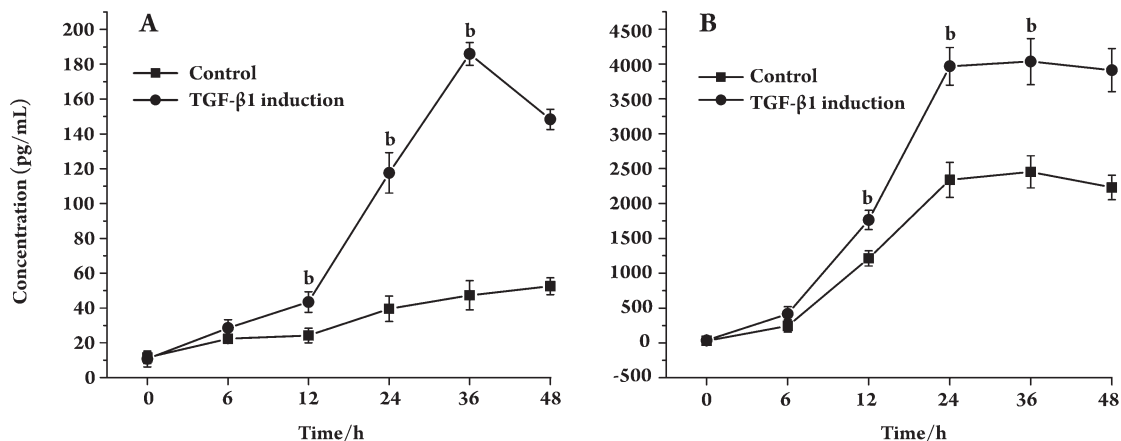 A
Control
TGF-β1 induction
b
b
b
200
180
160
140
120
100
80
60
40
20
0
0 6 12 24 36 48
Time/h
Concentration (pg/mL)
B
Control
TGF-β1 induction
b
b
b
4500
4000
3500
3000
2500
2000
1500
1000
500
0
-500
0 6 12 24 36 48
Time/h